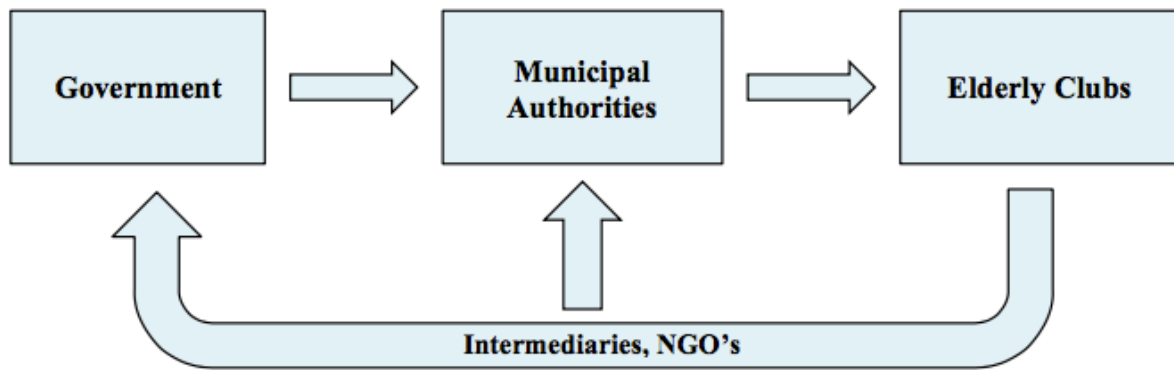 Government
Municipal
Authorities
Elderly Clubs
Intermediaries, NGO's